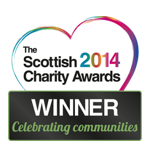 The
Scottish 2014
Charity Awards
WINNER
Celebrating communities